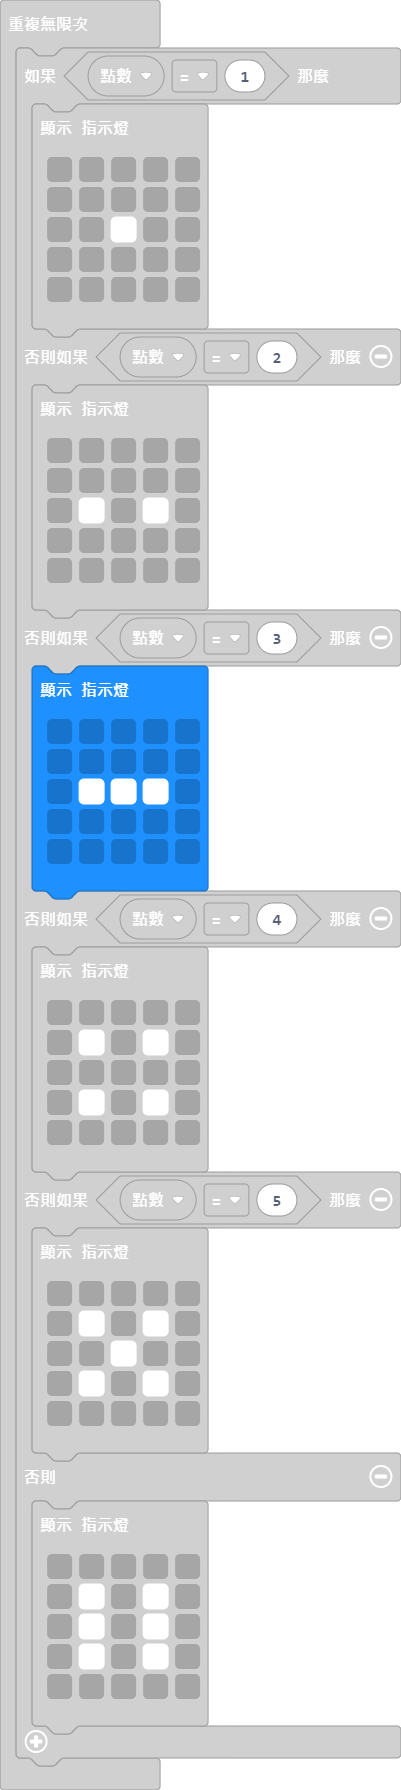 重複無限次
如果 點數 = 1 那麼
顯示 指示燈
否則如果 點數 = 2 那麼
顯示 指示燈
否則如果 點數 = 3 那麼
顯示 指示燈
否則如果 點數 = 4 那麼
顯示 指示燈
否則如果 點數 = 5 那麼
顯示 指示燈
否則
顯示 指示燈